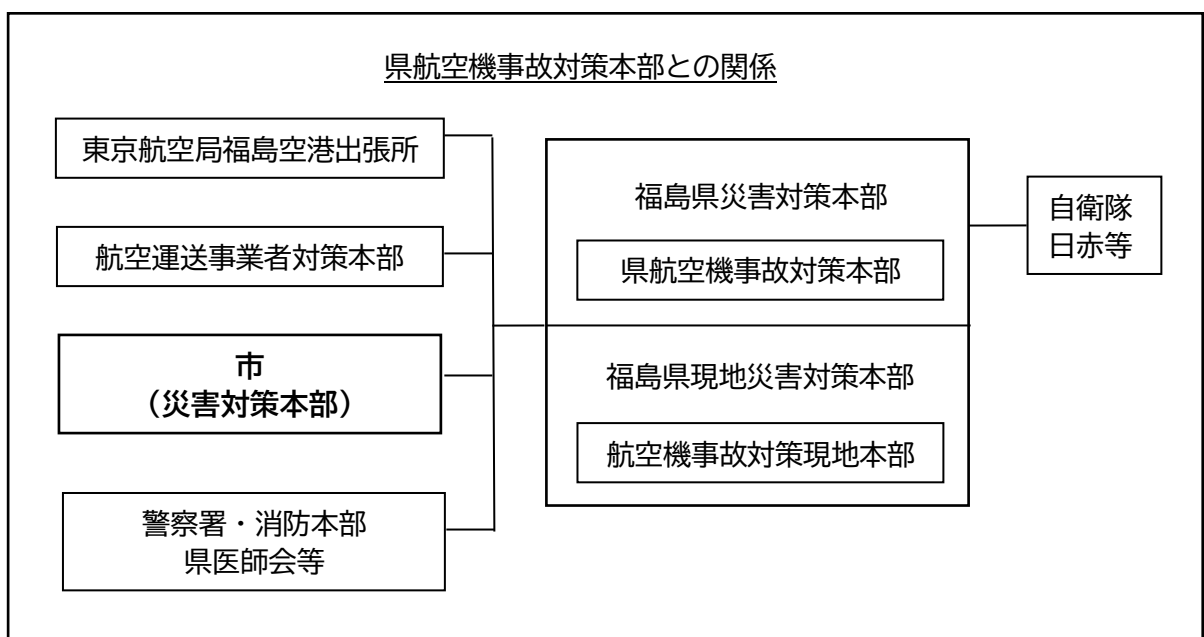 県航空機事故対策本部との関係
東京航空局福島空港出張所
航空運送事業者対策本部
市
（災害対策本部）
警察署・消防本部
県医師会等
福島県災害対策本部
県航空機事故対策本部
福島県現地災害対策本部
航空機事故対策現地本部
自衛隊
日赤等